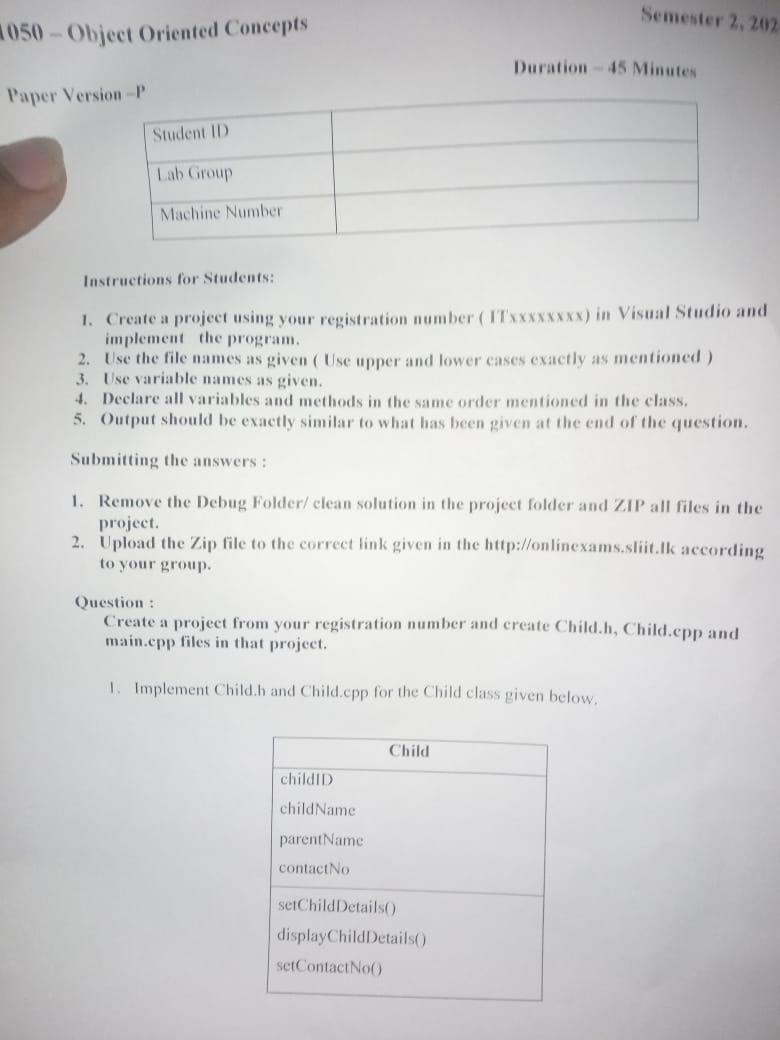 1050 – Object Oriented Concepts
Semester 2, 202
Duration – 45 Minutes
Paper Version –P
Student ID
Lab Group
Machine Number
Instructions for Students:
1. Create a project using your registration number ( ITxxxxxxxx) in Visual Studio and
implement the program.
2. Use the file names as given ( Use upper and lower cases exactly as mentioned )
3. Use variable names as given.
4. Declare all variables and methods in the same order mentioned in the class.
5. Output should be exactly similar to what has been given at the end of the question.
Submitting the answers :
1. Remove the Debug Folder/ clean solution in the project folder and ZIP all files in the
project.
2. Upload the Zip file to the correct link given in the http://onlinexams.sliit.lk according
to your group.
Question :
Create a project from your registration number and create Child.h, Child.cpp and
main.cpp files in that project.
1. Implement Child.h and Child.cpp for the Child class given below.
Child
childID
childName
parentName
contactNo
setChildDetails()
displayChildDetails()
setContactNo()